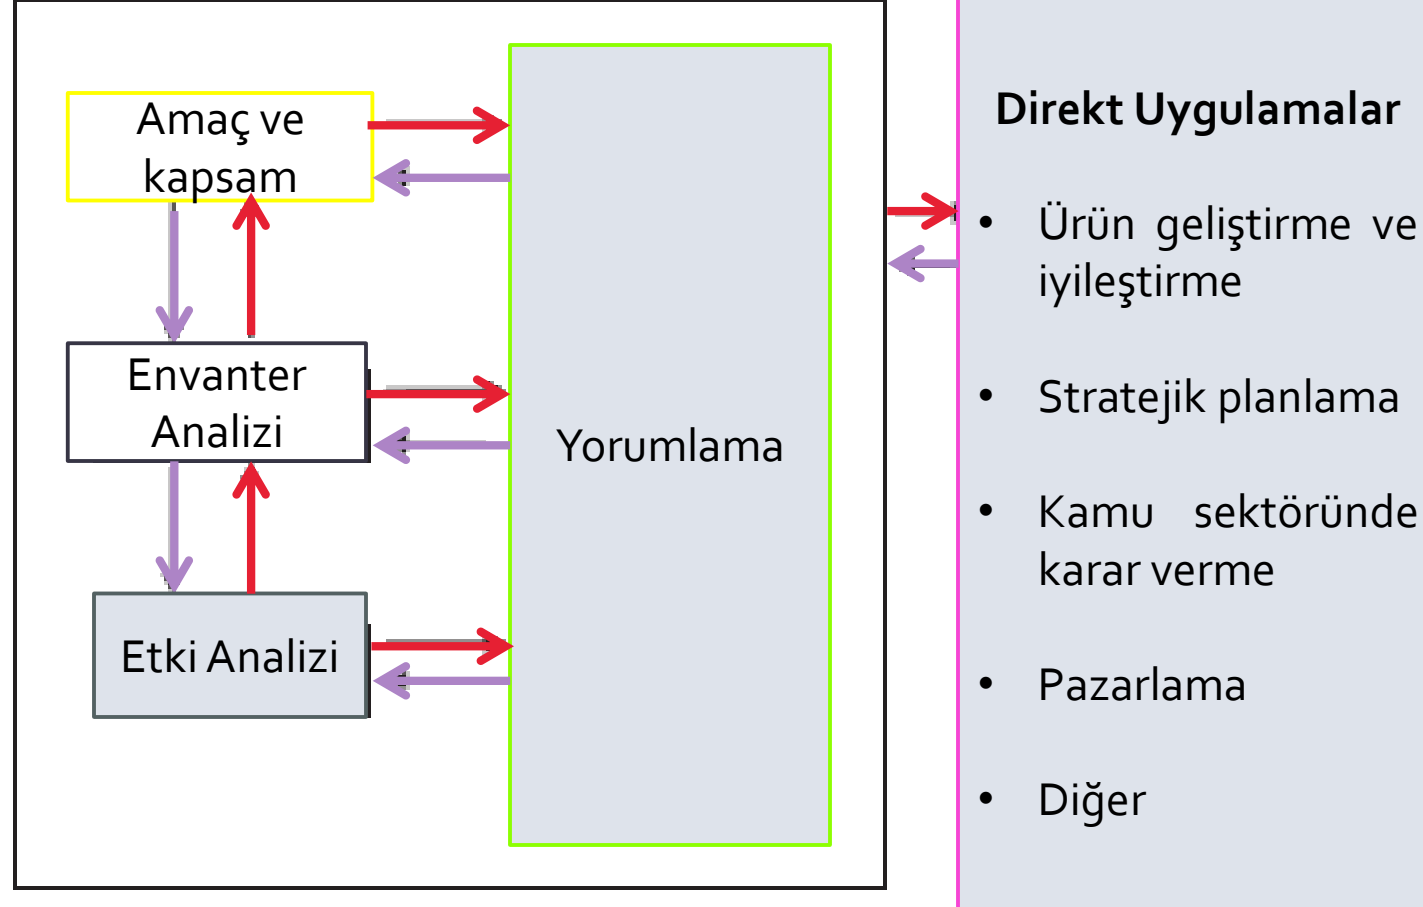 Amaç ve
kapsam
Envanter
Analizi
Etki Analizi
Yorumlama
Direkt Uygulamalar
• Ürün geliştirme ve
iyileştirme
• Stratejik planlama
• Kamu sektöründe
karar verme
• Pazarlama
• Diğer